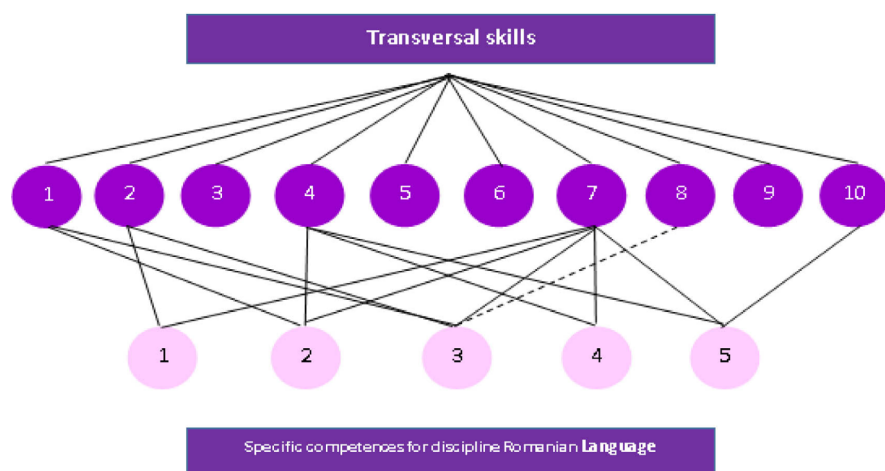 Transversal skills
1 2 3 4 5 6 7 8 9 10
1 2 3 4 5
Specific competences for discipline Romanian Language